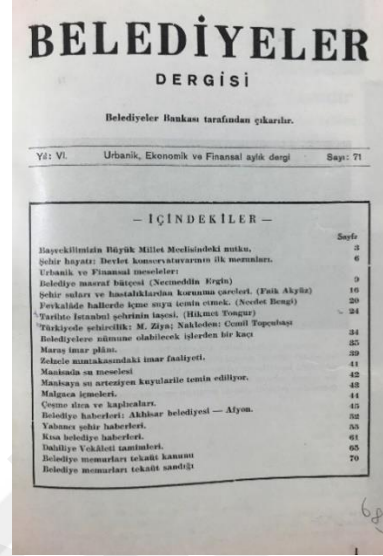 BELEDİYELER
DERGİSİ
Belediyeler Bankası tarafından çıkarılır.
Yıl: VI. Urbanik, Ekonomik ve Finansal aylık dergi Sayı: 71
— İÇİNDEKİLER —
Sayfa
Başvekilimizin Büyük Millet Meclisindeki nutku. 3
Şehir hayatı: Devlet konservatuvarının ilk mezunları. 6
Urbanik ve Finansal meseleler:
Belediye masraf bütçesi (Necmeddin Ergin) 9
Şehir suları ve hastalıklardan korunma çareleri. (Faik Akyüz) 16
Fevkalâde hallerde içme suyu temin etmek. (Necdet Bengi) 20
Tarihte İstanbul şehrinin iaşesi. (Hikmet Tongur) 24
Türkiyede şehircilik: M. Ziya; Nakleden: Cemil Topçubaşı
Belediyelere nümune olabilecek işlerden bir kaçı 34
Maraş imar plânı. 35
Zelzele mıntakasındaki imar faaliyeti. 39
Manisada su meselesi 41
Manisaya su arteziyen kuyularile temin ediliyor. 42
Malgaca içmeleri. 43
Çeşme ılıca ve kaplıcaları. 44
Belediye haberleri: Akhisar belediyesi — Afyon. 45
Yabancı şehir haberleri. 52
Kısa belediye haberleri. 53
Dahiliye Vekâleti tamimleri. 61
Belediye memurları tekaüt kanunu 65
Belediye memurları tekaüt sandığı 70
1